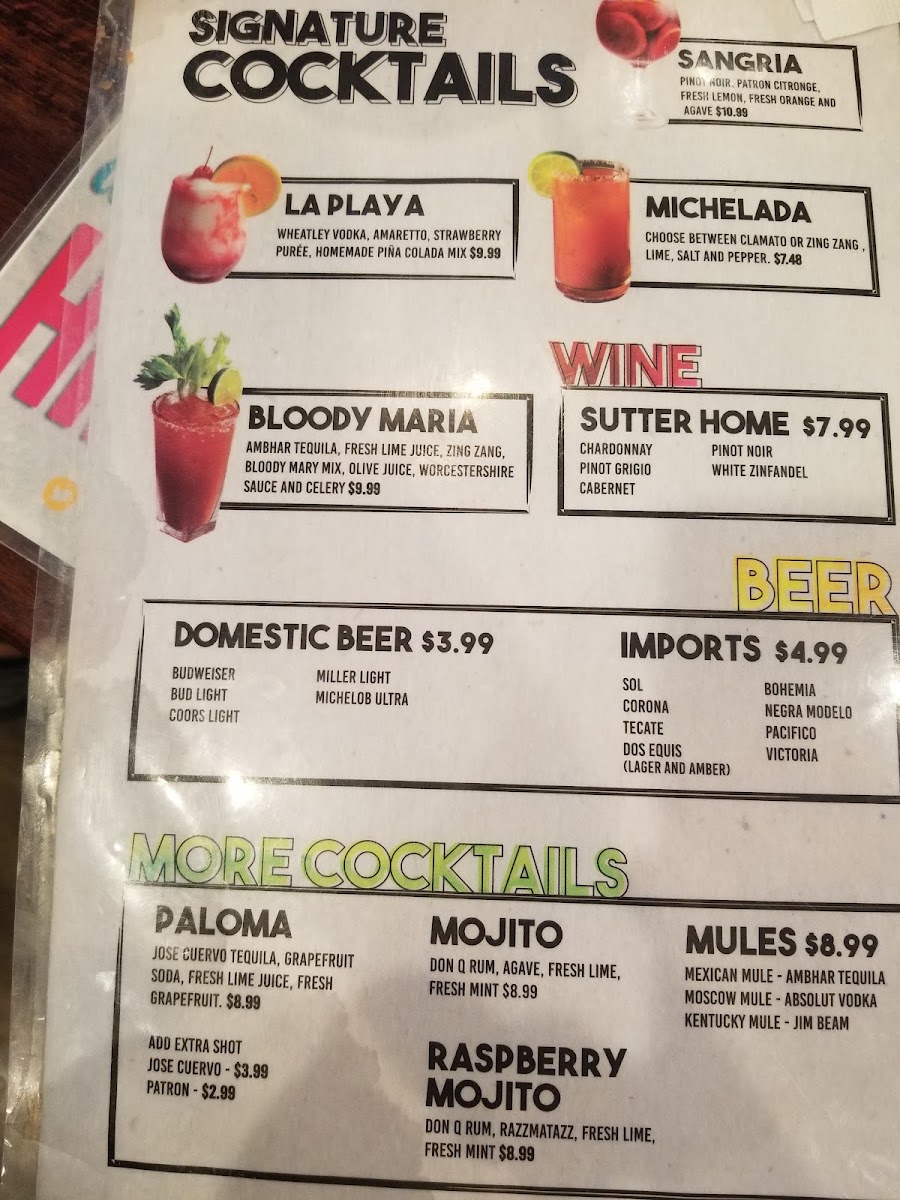 SIGNATURE
COCKTAILS
SANGRIA
PINOT NOIR, PATRON CITRONGE,
FRESH LEMON, FRESH ORANGE AND
AGAVE $10.99
LA PLAYA
WHEATLEY VODKA, AMARETTO, STRAWBERRY
PURÉE, HOMEMADE PIÑA COLADA MIX $9.99
MICHELADA
CHOOSE BETWEEN CLAMATO OR ZING ZANG ,
LIME, SALT AND PEPPER. $7.48
BLOODY MARIA
AMBHAR TEQUILA, FRESH LIME JUICE, ZING ZANG,
BLOODY MARY MIX, OLIVE JUICE, WORCESTERSHIRE
SAUCE AND CELERY $9.99
WINE
SUTTER HOME $7.99
CHARDONNAY
PINOT GRIGIO
CABERNET
PINOT NOIR
WHITE ZINFANDEL
BEER
DOMESTIC BEER $3.99
BUDWEISER
BUD LIGHT
COORS LIGHT
MILLER LIGHT
MICHELOB ULTRA
IMPORTS $4.99
SOL
CORONA
TECATE
DOS EQUIS
(LAGER AND AMBER)
BOHEMIA
NEGRA MODELO
PACIFICO
VICTORIA
MORE COCKTAILS
PALOMA
JOSE CUERVO TEQUILA, GRAPEFRUIT
SODA, FRESH LIME JUICE, FRESH
GRAPEFRUIT. $8.99
ADD EXTRA SHOT
JOSE CUERVO - $3.99
PATRON - $2.99
MOJITO
DON Q RUM, AGAVE, FRESH LIME,
FRESH MINT $8.99
RASPBERRY
MOJITO
DON Q RUM, RAZZMATAZZ, FRESH LIME,
FRESH MINT $8.99
MULES $8.99
MEXICAN MULE - AMBHAR TEQUILA
MOSCOW MULE - ABSOLUT VODKA
KENTUCKY MULE - JIM BEAM